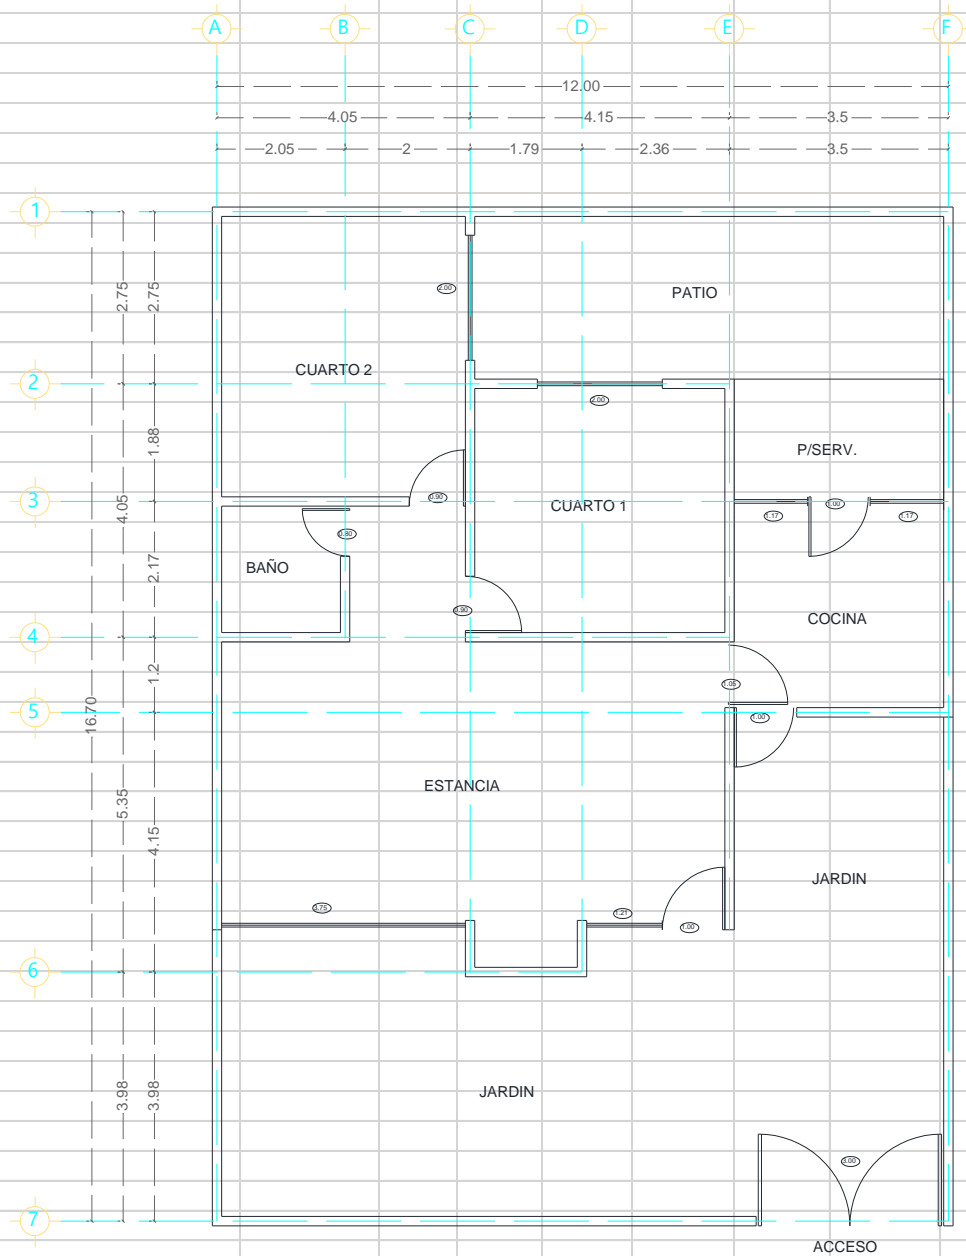 A B C D E F
12.00
4.05 4.15 3.5
2.05 2 1.79 2.36 3.5
1
2.75 2.75
2.00
PATIO
CUARTO 2
2
2.00
1.88
P/SERV.
0.90
3
4.05
CUARTO 1
1.00
1.17 1.17
0.80
BAÑO
2.17
0.90
COCINA
4
1.2
1.05
16.70
5
1.00
ESTANCIA
5.35
4.15
JARDIN
3.75
1.21
1.00
6
JARDIN
3.98 3.98
3.00
7
ACCESO